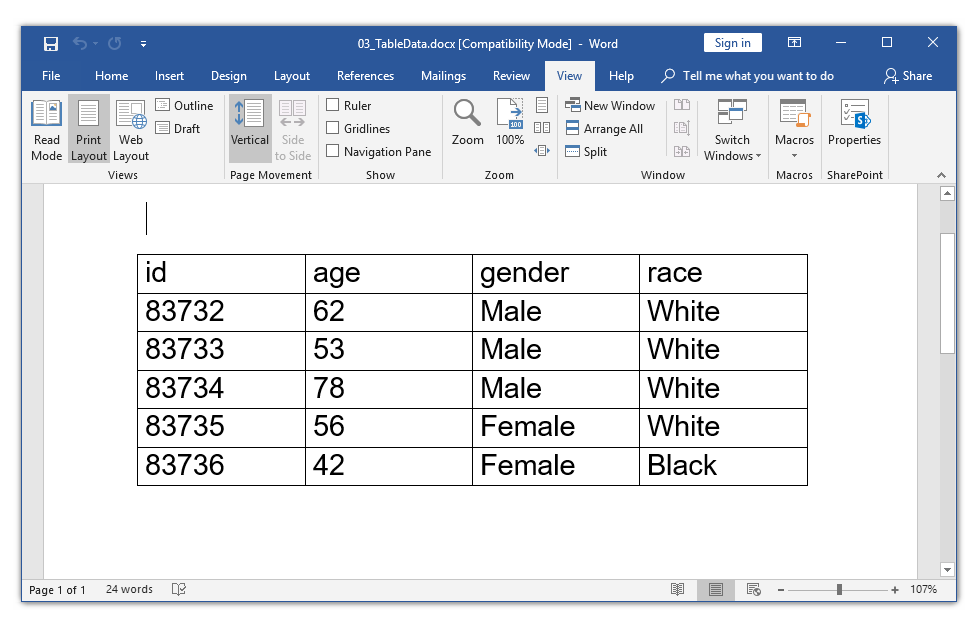 03_TableData.docx [Compatibility Mode] - Word
Sign in
File Home Insert Design Layout References Mailings Review View Help Tell me what you want to do Share
Read Mode
Print Layout
Web Layout
Outline
Draft
Views
Vertical
Side to Side
Page Movement
Ruler
Gridlines
Navigation Pane
Show
Zoom
100
100%
Zoom
New Window
Arrange All
Split
Switch Windows
Window
Macros
Macros
S
Properties
SharePoint
id age gender race
83732 62 Male White
83733 53 Male White
83734 78 Male White
83735 56 Female White
83736 42 Female Black
Page 1 of 1 24 words 107%